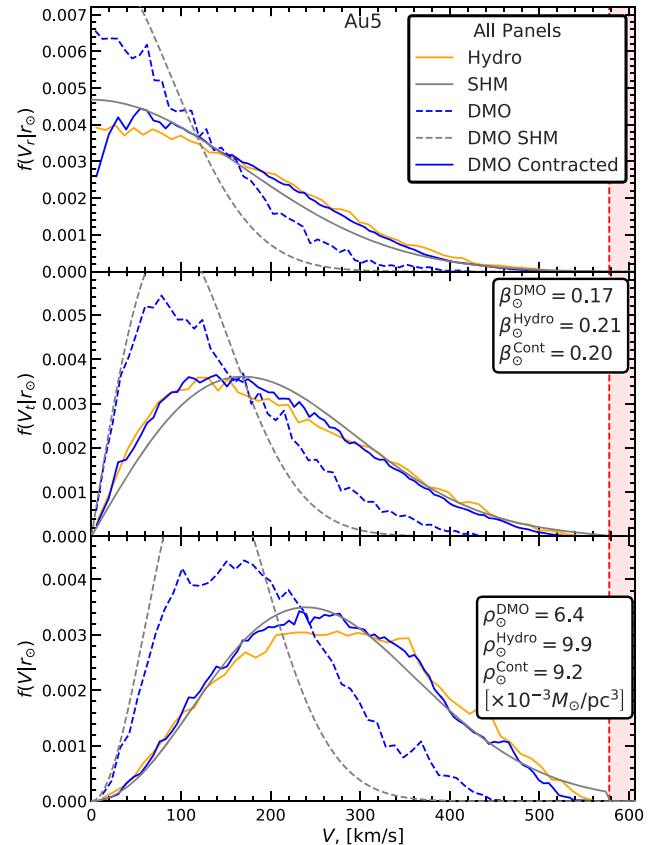 Au5
All Panels
Hydro
SHM
DMO
DMO SHM
DMO Contracted
0.007
0.006
0.005
0.004
0.003
0.002
0.001
0.000
f(V_r|r_⊙)
β_⊙^DMO = 0.17
β_⊙^Hydro = 0.21
β_⊙^Cont = 0.20
0.005
0.004
0.003
0.002
0.001
0.000
f(V_t|r_⊙)
ρ_⊙^DMO = 6.4
ρ_⊙^Hydro = 9.9
ρ_⊙^Cont = 9.2
[×10^−3 M_⊙/pc^3]
0.004
0.003
0.002
0.001
0.000
f(V|r_⊙)
0 100 200 300 400 500 600
V, [km/s]